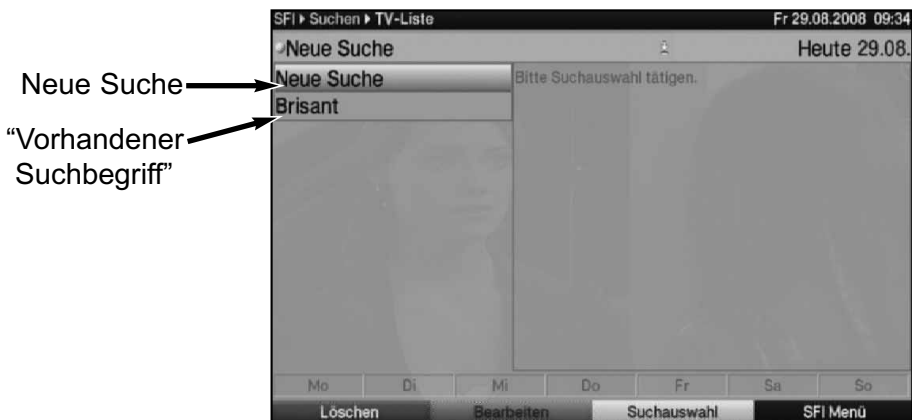 SFI ▸ Suchen ▸ TV-Liste Fr 29.08.2008 09:34
Neue Suche Heute 29.08.
Neue Suche
Neue Suche Bitte Suchauswahl tätigen.
Brisant
“Vorhandener
Suchbegriff”
Mo Di Mi Do Fr Sa So
Löschen Bearbeiten Suchauswahl SFI Menü